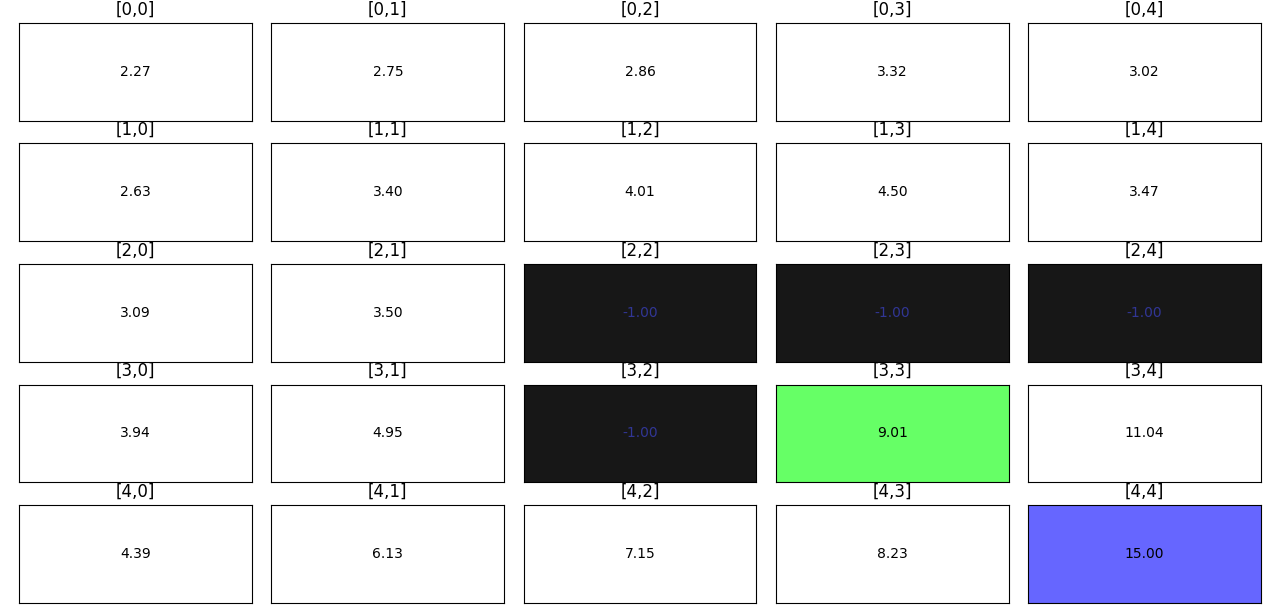 [0,0] [0,1] [0,2] [0,3] [0,4]
2.27 2.75 2.86 3.32 3.02
[1,0] [1,1] [1,2] [1,3] [1,4]
2.63 3.40 4.01 4.50 3.47
[2,0] [2,1] [2,2] [2,3] [2,4]
3.09 3.50 -1.00 -1.00 -1.00
[3,0] [3,1] [3,2] [3,3] [3,4]
3.94 4.95 -1.00 9.01 11.04
[4,0] [4,1] [4,2] [4,3] [4,4]
4.39 6.13 7.15 8.23 15.00